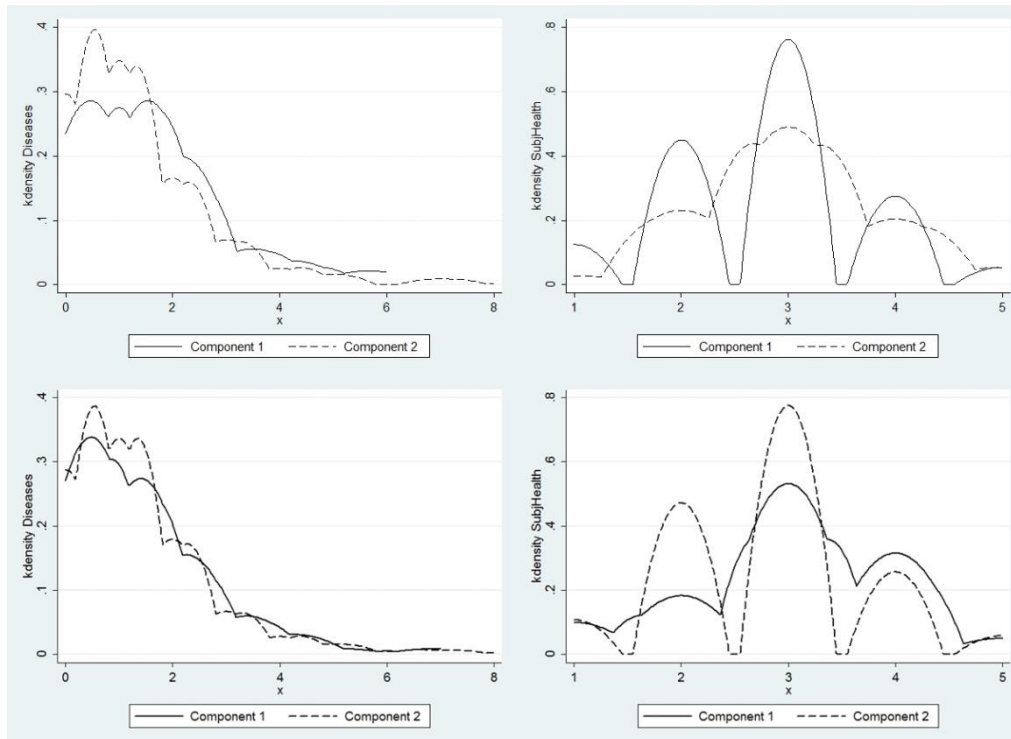 kdensity Diseases
.4
.3
.2
.1
0
0 2 4 6 8
x
Component 1 Component 2
kdensity SubjHealth
.8
.6
.4
.2
0
1 2 3 4 5
x
Component 1 Component 2
kdensity Diseases
.4
.3
.2
.1
0
0 2 4 6 8
x
Component 1 Component 2
kdensity SubjHealth
.8
.6
.4
.2
0
1 2 3 4 5
x
Component 1 Component 2